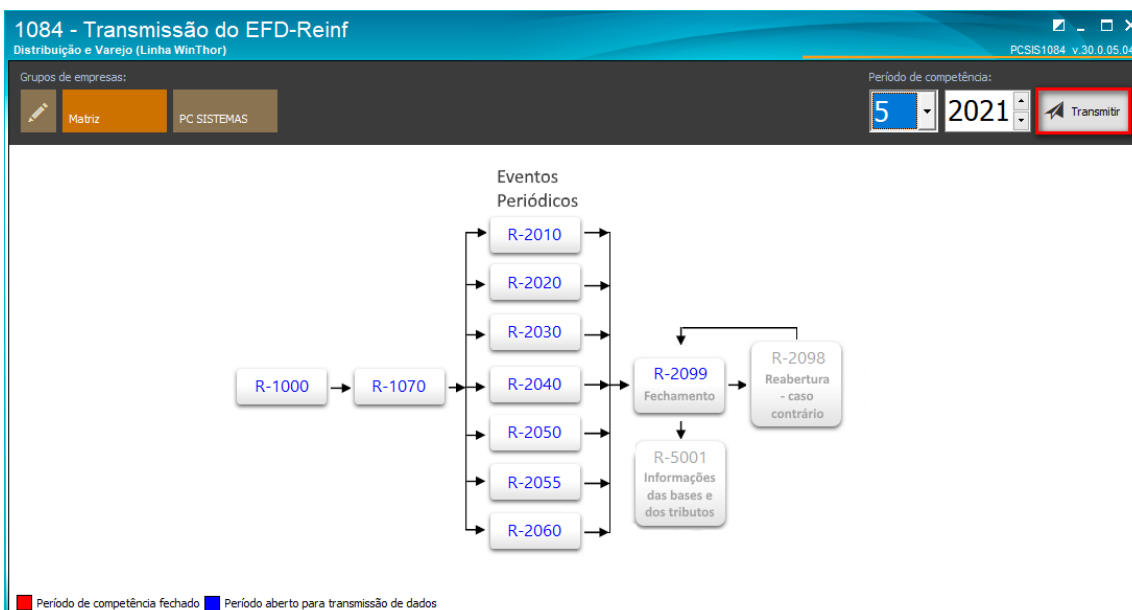 1084 - Transmissão do EFD-Reinf
Distribuição e Varejo (Linha WinThor)
PCSIS1084 v.30.0.05.04
Grupos de empresas:
Período de competência:
Matriz
PC SISTEMAS
5
2021
Transmitir
Eventos
Periódicos
R-2010
R-2020
R-2030
R-2040
R-2050
R-2055
R-2060
R-1000
R-1070
R-2099
Fechamento
R-2098
Reabertura
- caso
contrário
R-5001
Informações
das bases e
dos tributos
Período de competência fechado
Período aberto para transmissão de dados